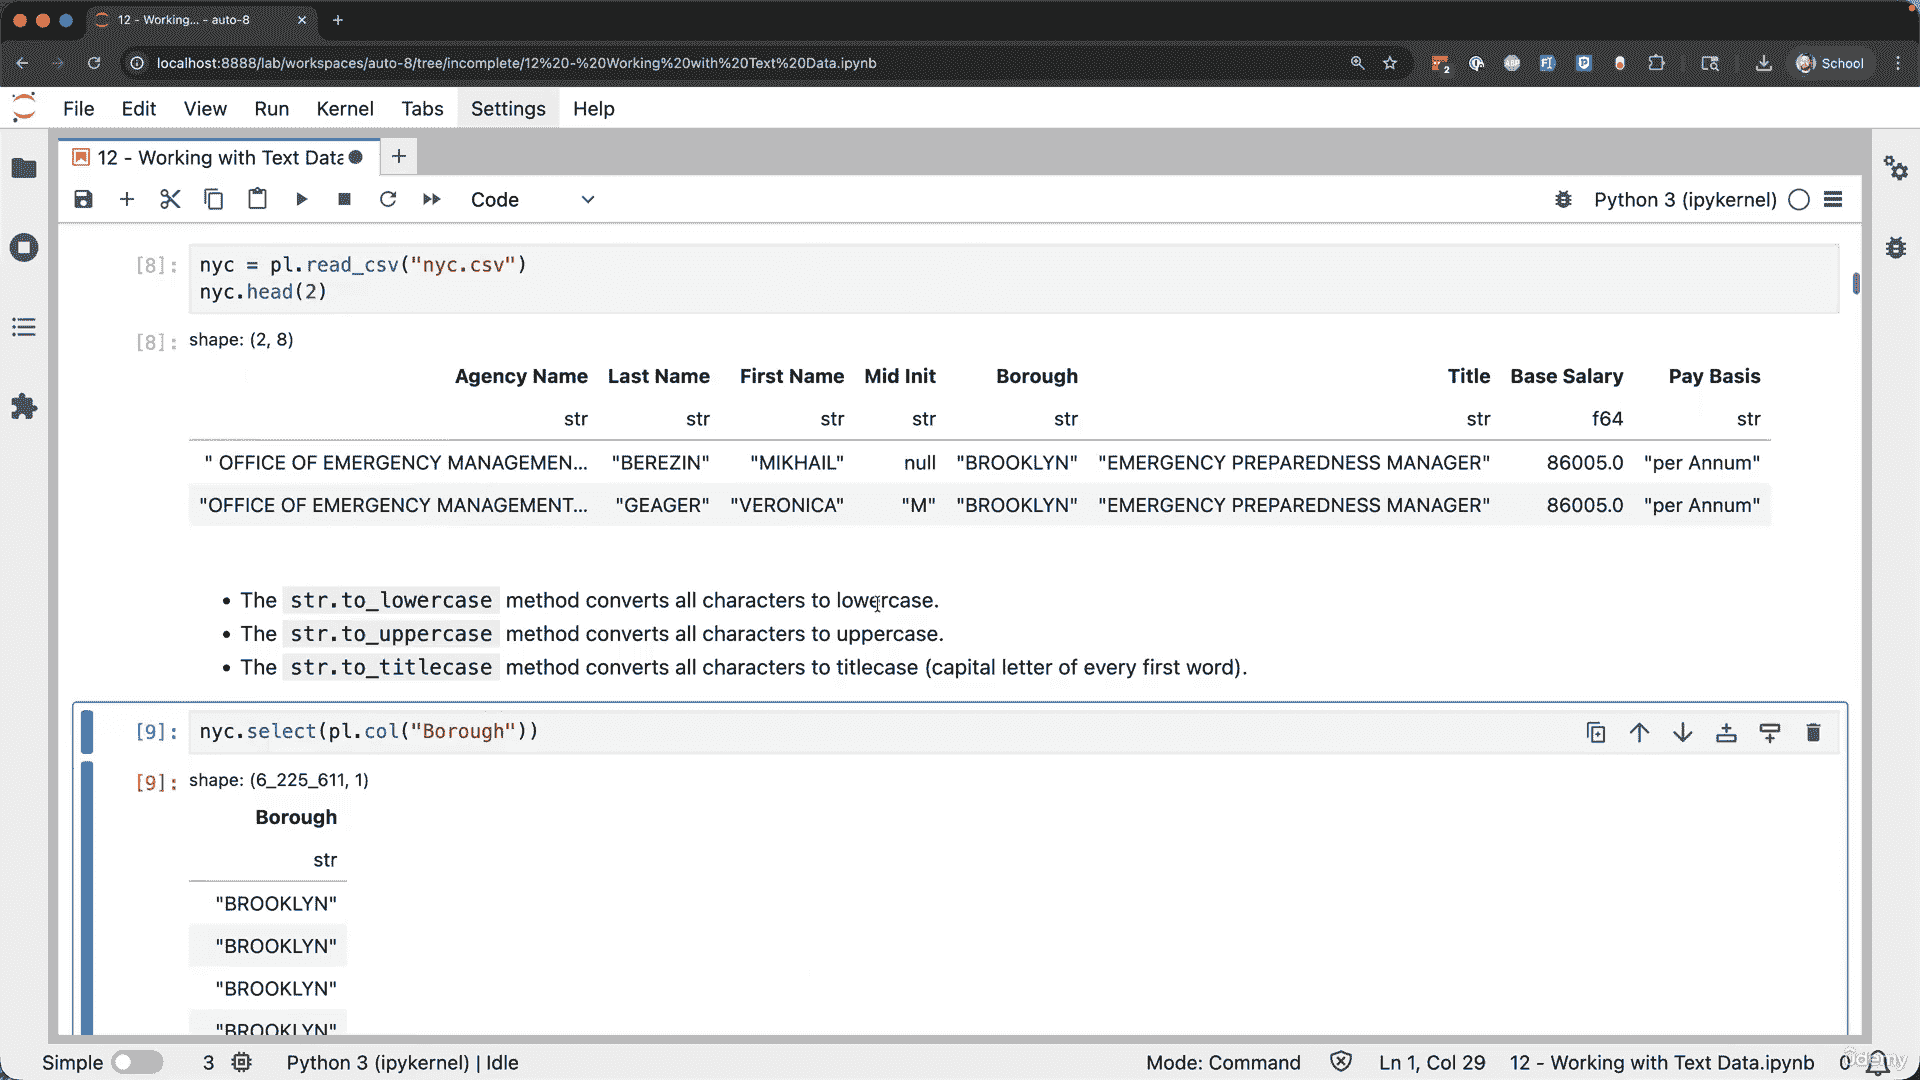 12 - Working... - auto-8
localhost:8888/lab/workspaces/auto-8/tree/incomplete/12%20-%20Working%20with%20Text%20Data.ipynb
2
School
File Edit View Run Kernel Tabs Settings Help
12 - Working with Text Data
Code
Python 3 (ipykernel)
[8]: nyc = pl.read_csv("nyc.csv")
nyc.head(2)
[8]: shape: (2, 8)
Agency Name Last Name First Name Mid Init Borough Title Base Salary Pay Basis
str str str str str str f64 str
" OFFICE OF EMERGENCY MANAGEMEN... "BEREZIN" "MIKHAIL" null "BROOKLYN" "EMERGENCY PREPAREDNESS MANAGER" 86005.0 "per Annum"
"OFFICE OF EMERGENCY MANAGEMENT... "GEAGER" "VERONICA" "M" "BROOKLYN" "EMERGENCY PREPAREDNESS MANAGER" 86005.0 "per Annum"
• The str.to_lowercase method converts all characters to lowercase.
• The str.to_uppercase method converts all characters to uppercase.
• The str.to_titlecase method converts all characters to titlecase (capital letter of every first word).
[9]: nyc.select(pl.col("Borough"))
[9]: shape: (6_225_611, 1)
Borough
str
"BROOKLYN"
"BROOKLYN"
"BROOKLYN"
"BROOKLYN"
Simple 3 Python 3 (ipykernel) | Idle Mode: Command Ln 1, Col 29 12 - Working with Text Data.ipynb 0